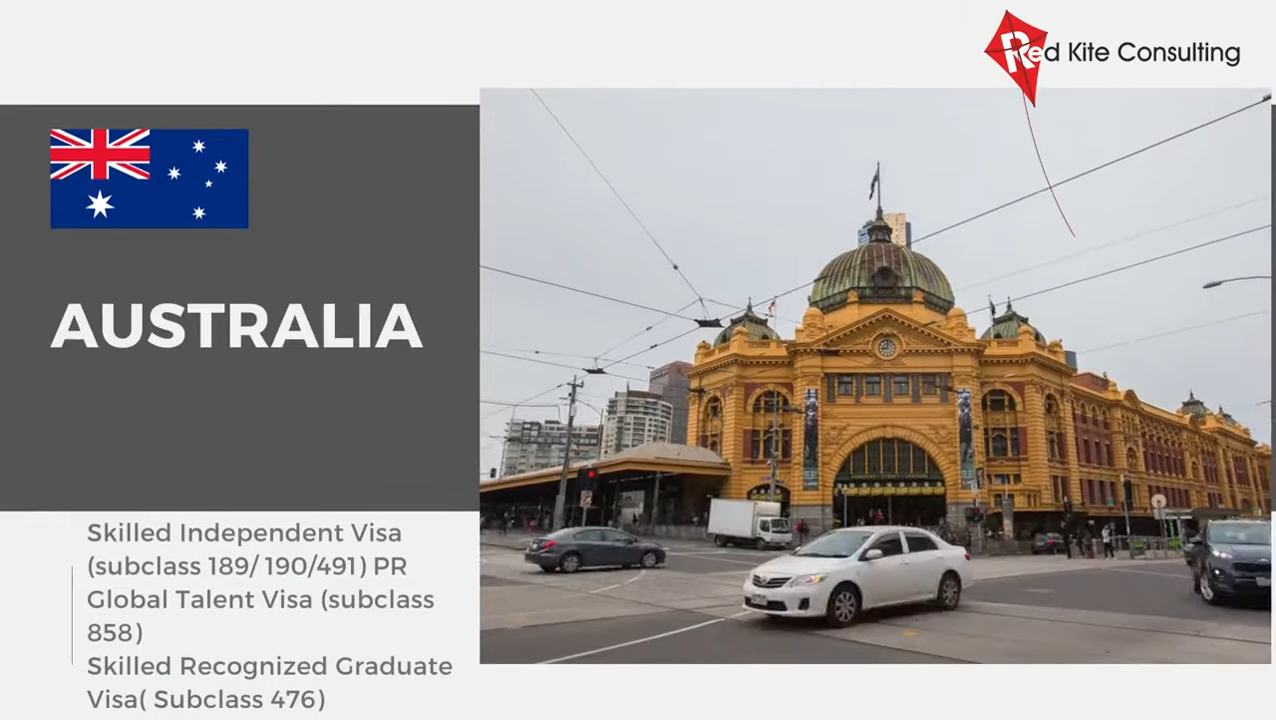 Red Kite Consulting
AUSTRALIA
Skilled Independent Visa
(subclass 189/ 190/491) PR
Global Talent Visa (subclass
858)
Skilled Recognized Graduate
Visa( Subclass 476)